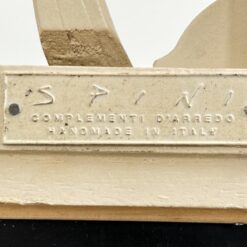 SPINI
COMPLEMENTI D'ARREDO
HANDMADE IN ITALY